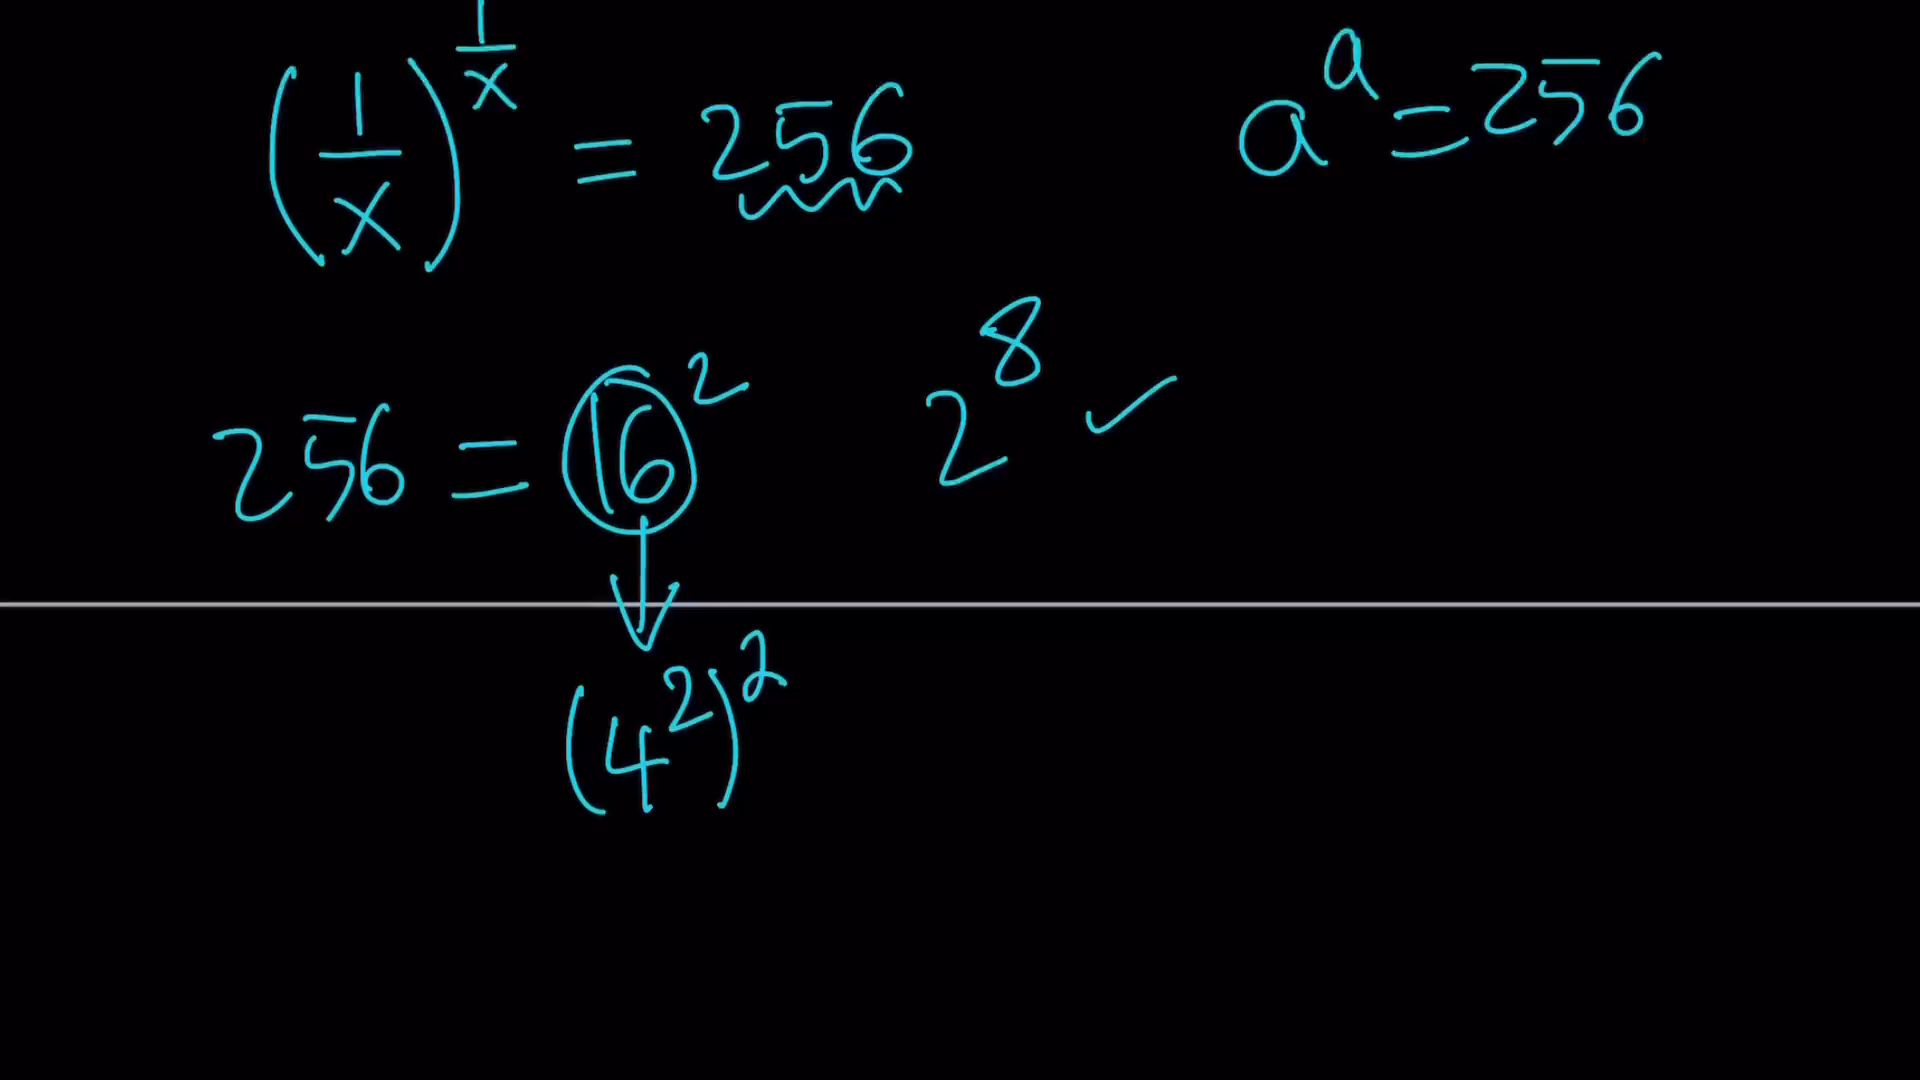 (1/x)^(1/x) = 256
a^a = 256
256 = 16^2
2^8 ✓
(4^2)^2